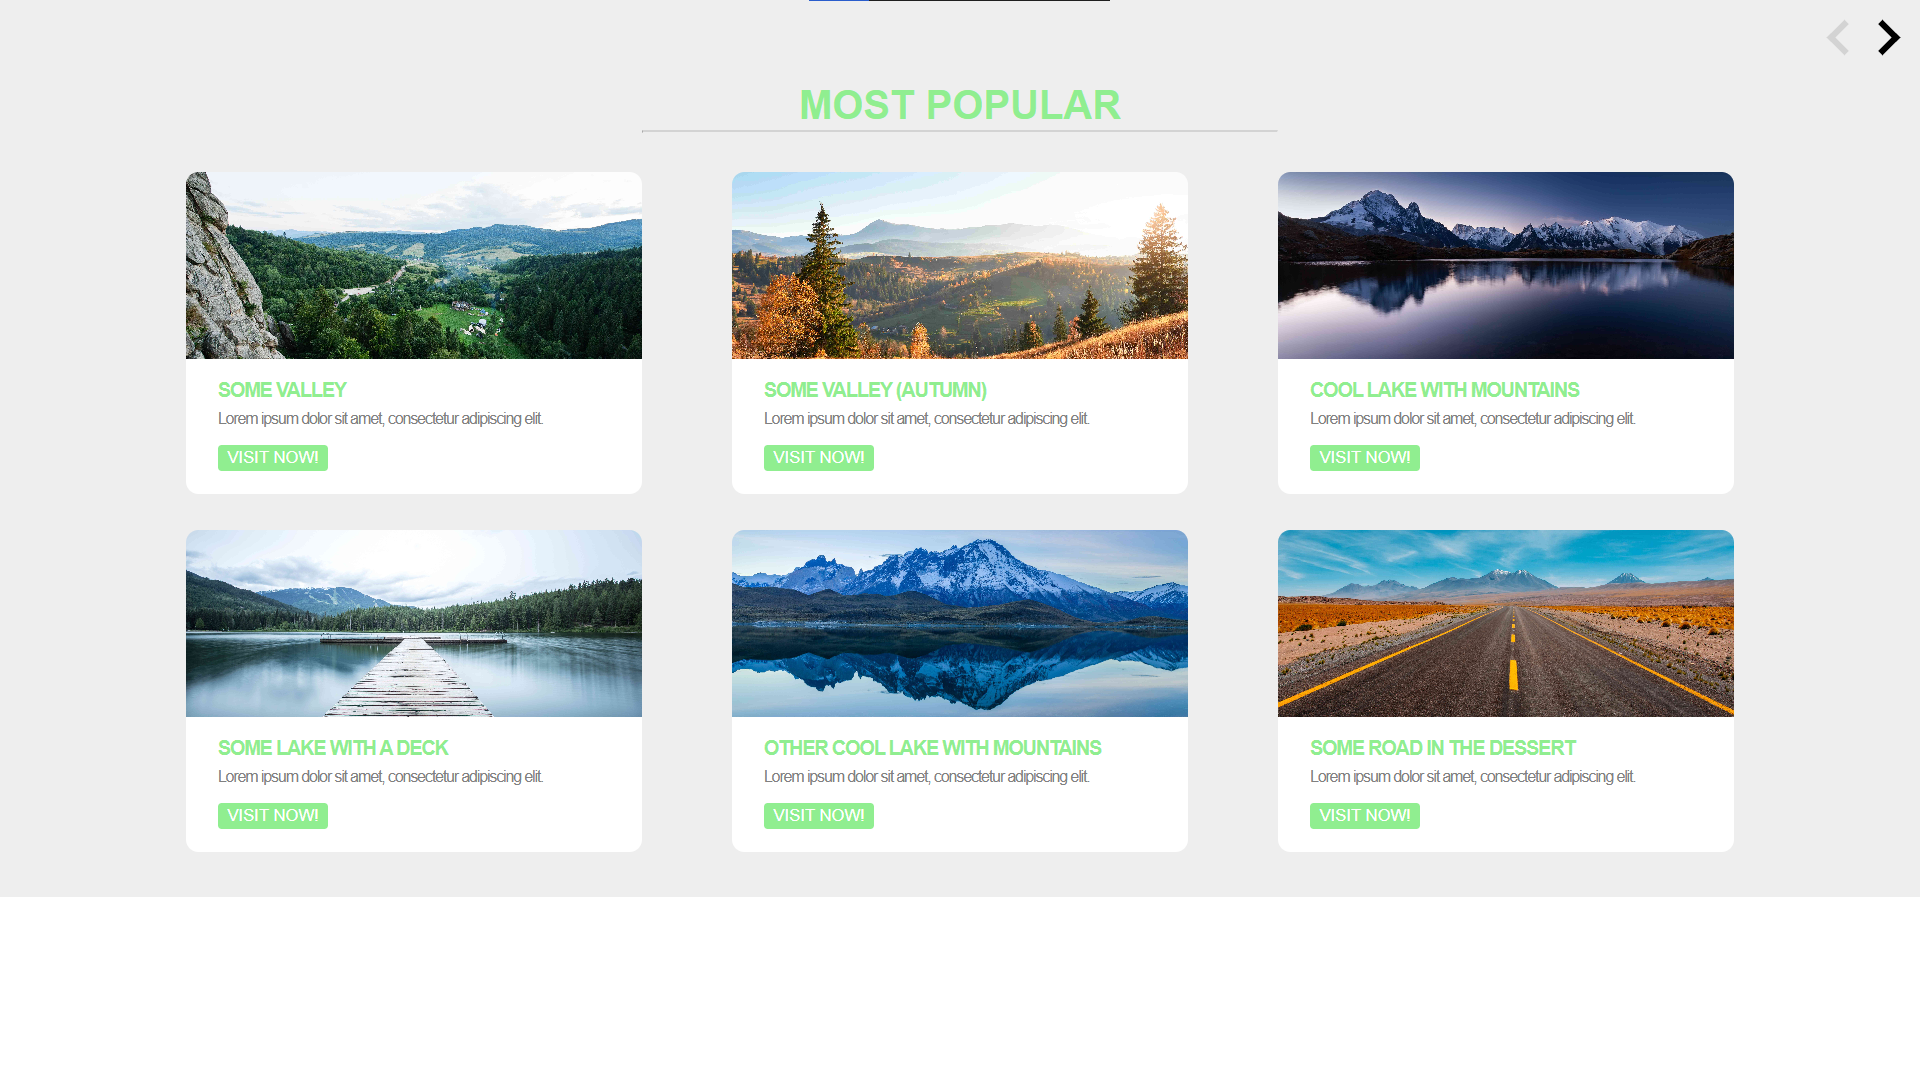 MOST POPULAR
SOME VALLEY
Lorem ipsum dolor sit amet, consectetur adipiscing elit.
VISIT NOW!
SOME VALLEY (AUTUMN)
Lorem ipsum dolor sit amet, consectetur adipiscing elit.
VISIT NOW!
COOL LAKE WITH MOUNTAINS
Lorem ipsum dolor sit amet, consectetur adipiscing elit.
VISIT NOW!
SOME LAKE WITH A DECK
Lorem ipsum dolor sit amet, consectetur adipiscing elit.
VISIT NOW!
OTHER COOL LAKE WITH MOUNTAINS
Lorem ipsum dolor sit amet, consectetur adipiscing elit.
VISIT NOW!
SOME ROAD IN THE DESSERT
Lorem ipsum dolor sit amet, consectetur adipiscing elit.
VISIT NOW!